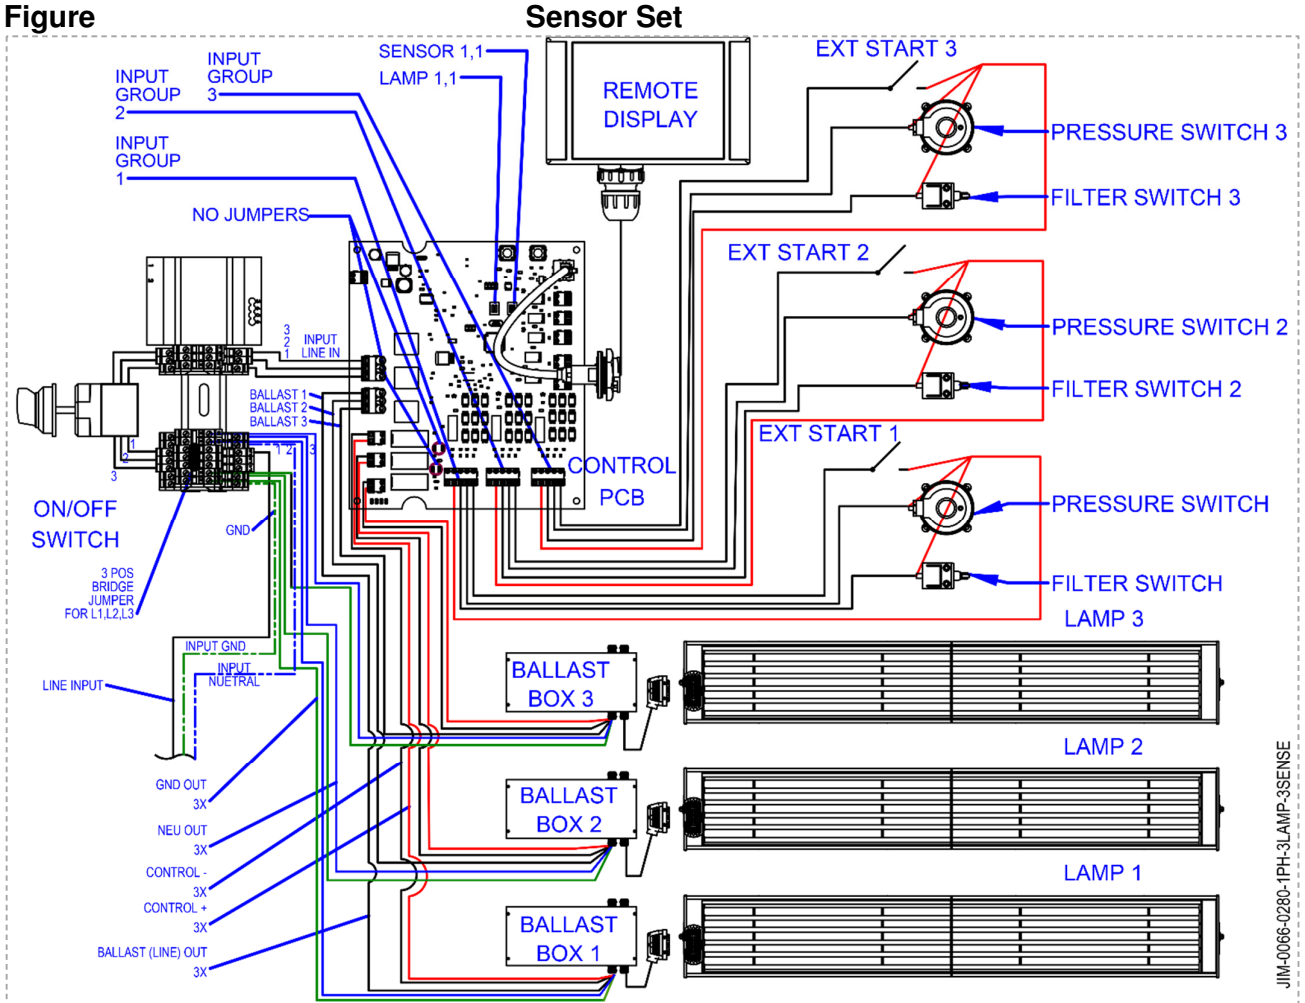 Figure
Sensor Set
SENSOR 1,1
LAMP 1,1
REMOTE
DISPLAY
EXT START 3
INPUT
GROUP
3
INPUT
GROUP
2
INPUT
GROUP
1
PRESSURE SWITCH 3
FILTER SWITCH 3
NO JUMPERS
EXT START 2
PRESSURE SWITCH 2
FILTER SWITCH 2
3
2
1
INPUT
LINE IN
BALLAST 1
BALLAST 2
BALLAST 3
1
2
3
1 2 3
EXT START 1
CONTROL
PCB
PRESSURE SWITCH
FILTER SWITCH
ON/OFF
SWITCH
GND
3 POS
BRIDGE
JUMPER
FOR L1,L2,L3
INPUT GND
INPUT
NUETRAL
LINE INPUT
LAMP 3
BALLAST
BOX 3
LAMP 2
BALLAST
BOX 2
LAMP 1
BALLAST
BOX 1
GND OUT
3X
NEU OUT
3X
CONTROL -
3X
CONTROL +
3X
BALLAST (LINE) OUT
3X
JIM-0066-0280-1PH-3LAMP-3SENSE